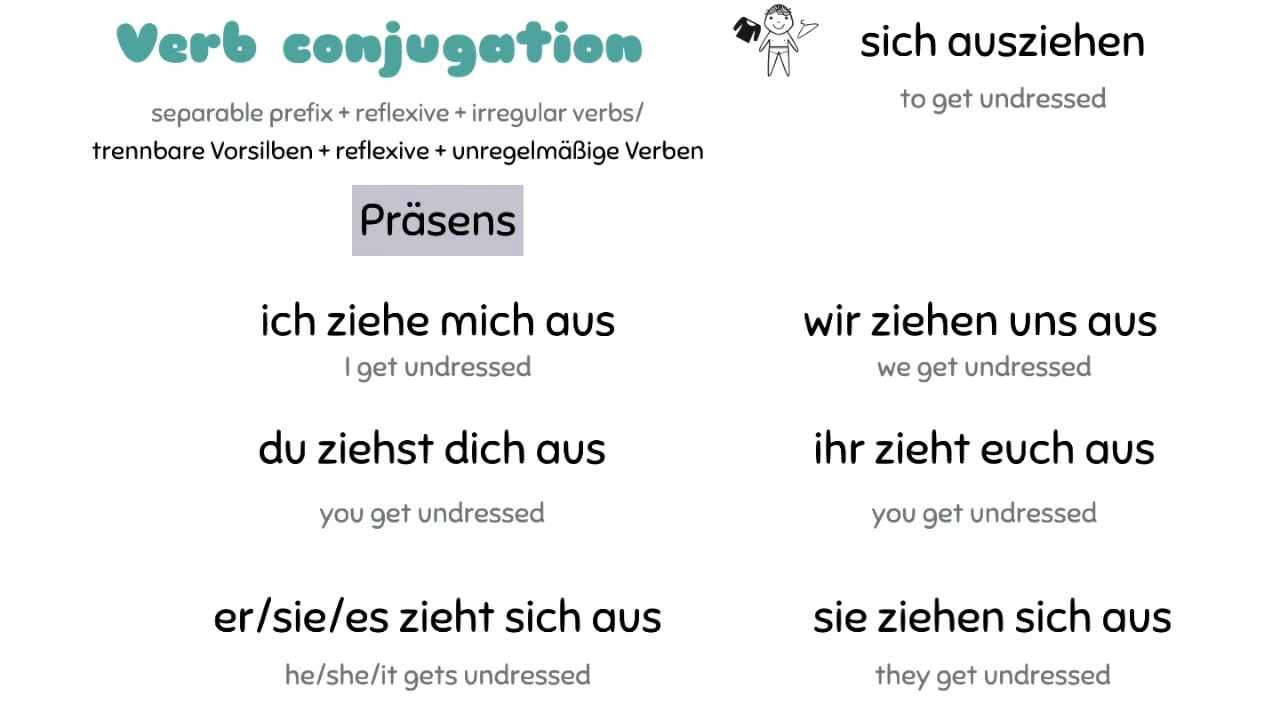 Verb conjugation
separable prefix + reflexive + irregular verbs/
trennbare Vorsilben + reflexive + unregelmäßige Verben
sich ausziehen
to get undressed
Präsens
ich ziehe mich aus
I get undressed
wir ziehen uns aus
we get undressed
du ziehst dich aus
you get undressed
ihr zieht euch aus
you get undressed
er/sie/es zieht sich aus
he/she/it gets undressed
sie ziehen sich aus
they get undressed